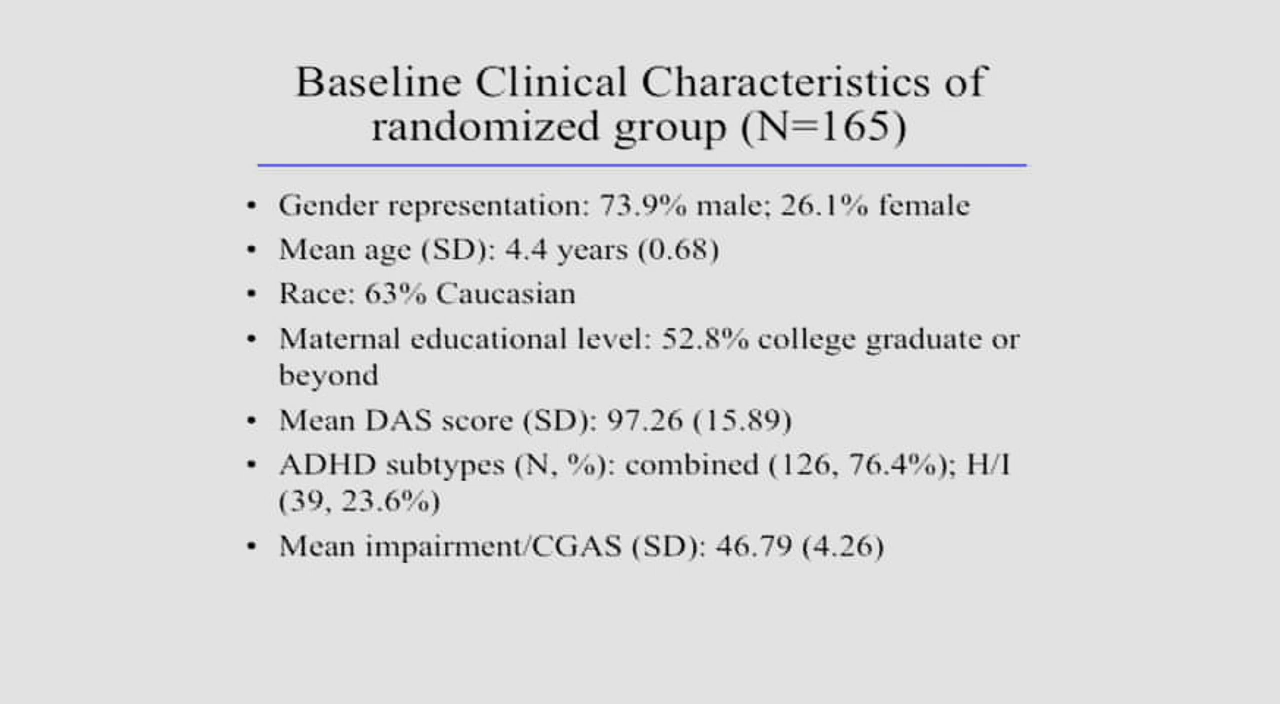 Baseline Clinical Characteristics of
randomized group (N=165)
• Gender representation: 73.9% male; 26.1% female
• Mean age (SD): 4.4 years (0.68)
• Race: 63% Caucasian
• Maternal educational level: 52.8% college graduate or
beyond
• Mean DAS score (SD): 97.26 (15.89)
• ADHD subtypes (N, %): combined (126, 76.4%); H/I
(39, 23.6%)
• Mean impairment/CGAS (SD): 46.79 (4.26)